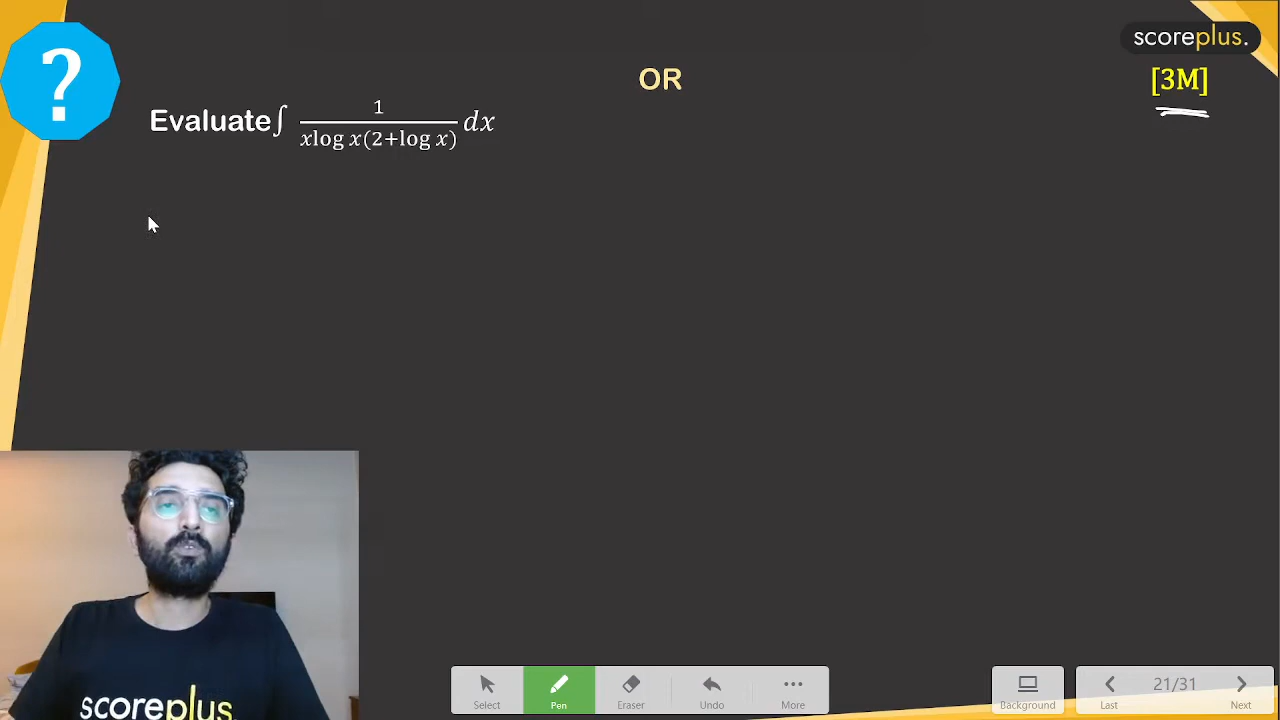 ?
scoreplus.
OR
[3M]
Evaluate ∫ 1/(x log x(2+log x)) dx
scoreplus.
Select
Pen
Eraser
Undo
More
Background
Last
21/31
Next